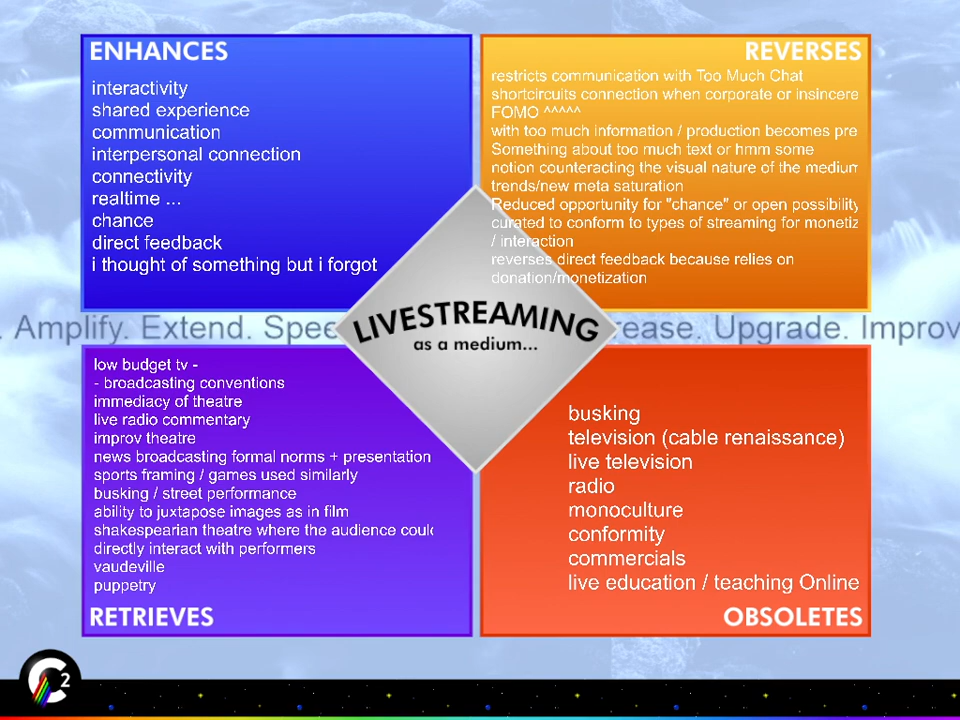 ENHANCES
interactivity
shared experience
communication
interpersonal connection
connectivity
realtime ...
chance
direct feedback
i thought of something but i forgot
REVERSES
restricts communication with Too Much Chat
shortcircuits connection when corporate or insincere
FOMO ^^^^^
with too much information / production becomes pre
Something about too much text or hmm some
notion counteracting the visual nature of the medium
trends/new meta saturation
Reduced opportunity for "chance" or open possibility
curated to conform to types of streaming for monetiz
/ interaction
reverses direct feedback because relies on
donation/monetization
. Amplify. Extend. Spee
rease. Upgrade. Improv
LIVESTREAMING
as a medium...
low budget tv -
- broadcasting conventions
immediacy of theatre
live radio commentary
improv theatre
news broadcasting formal norms + presentation
sports framing / games used similarly
busking / street performance
ability to juxtapose images as in film
shakespearian theatre where the audience could
directly interact with performers
vaudeville
puppetry
RETRIEVES
busking
television (cable renaissance)
live television
radio
monoculture
conformity
commercials
live education / teaching Online
OBSOLETES
C2